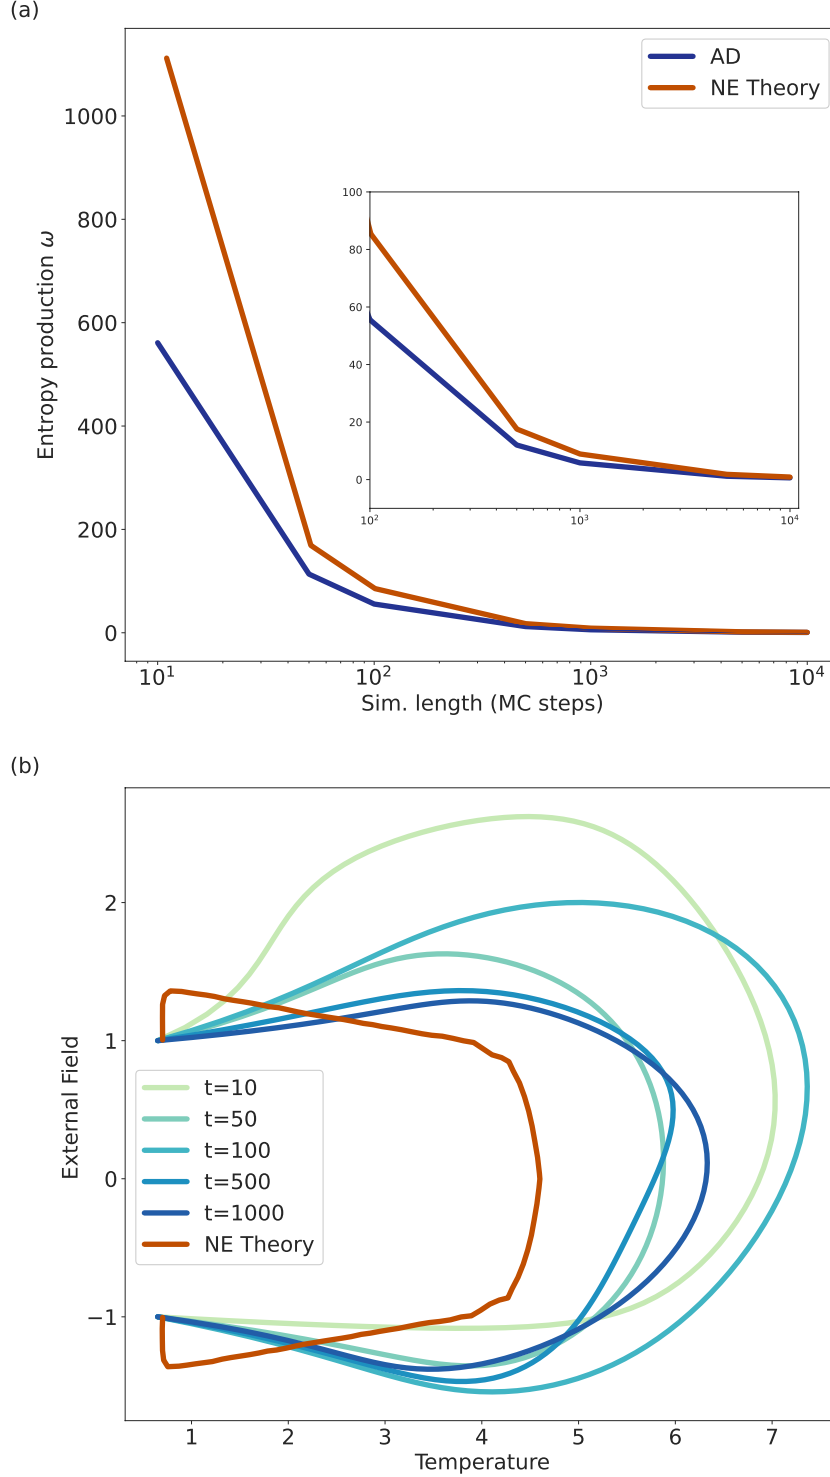 (a)
AD
NE Theory
1000
800
600
400
200
0
Entropy production ω
100
80
60
40
20
0
10²
10³
10⁴
10¹
10²
10³
10⁴
Sim. length (MC steps)
(b)
2
1
0
−1
External Field
t=10
t=50
t=100
t=500
t=1000
NE Theory
1
2
3
4
5
6
7
Temperature